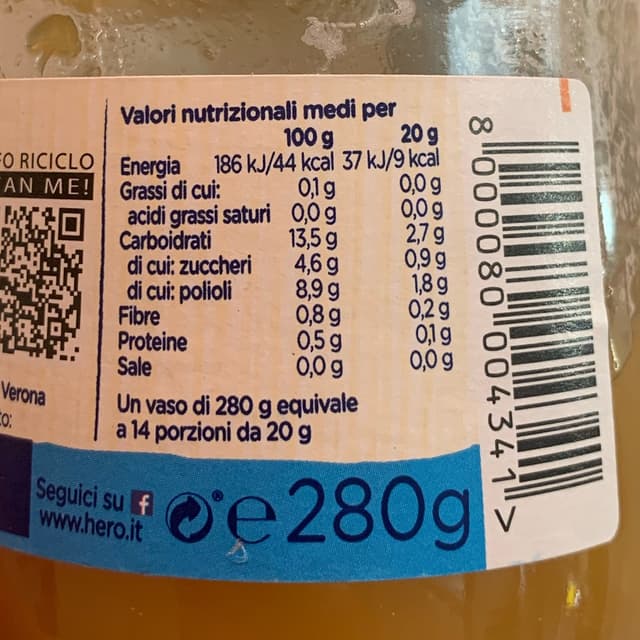 FO RICICLO
AN ME!
Verona
to:
Valori nutrizionali medi per
100 g 20 g
Energia 186 kJ/44 kcal 37 kJ/9 kcal
Grassi di cui: 0,1 g 0,0 g
acidi grassi saturi 0,0 g 0,0 g
Carboidrati 13,5 g 2,7 g
di cui: zuccheri 4,6 g 0,9 g
di cui: polioli 8,9 g 1,8 g
Fibre 0,8 g 0,2 g
Proteine 0,5 g 0,1 g
Sale 0,0 g 0,0 g
Un vaso di 280 g equivale
a 14 porzioni da 20 g
Seguici su f
www.hero.it
® e 280g
8 000080 004341 >